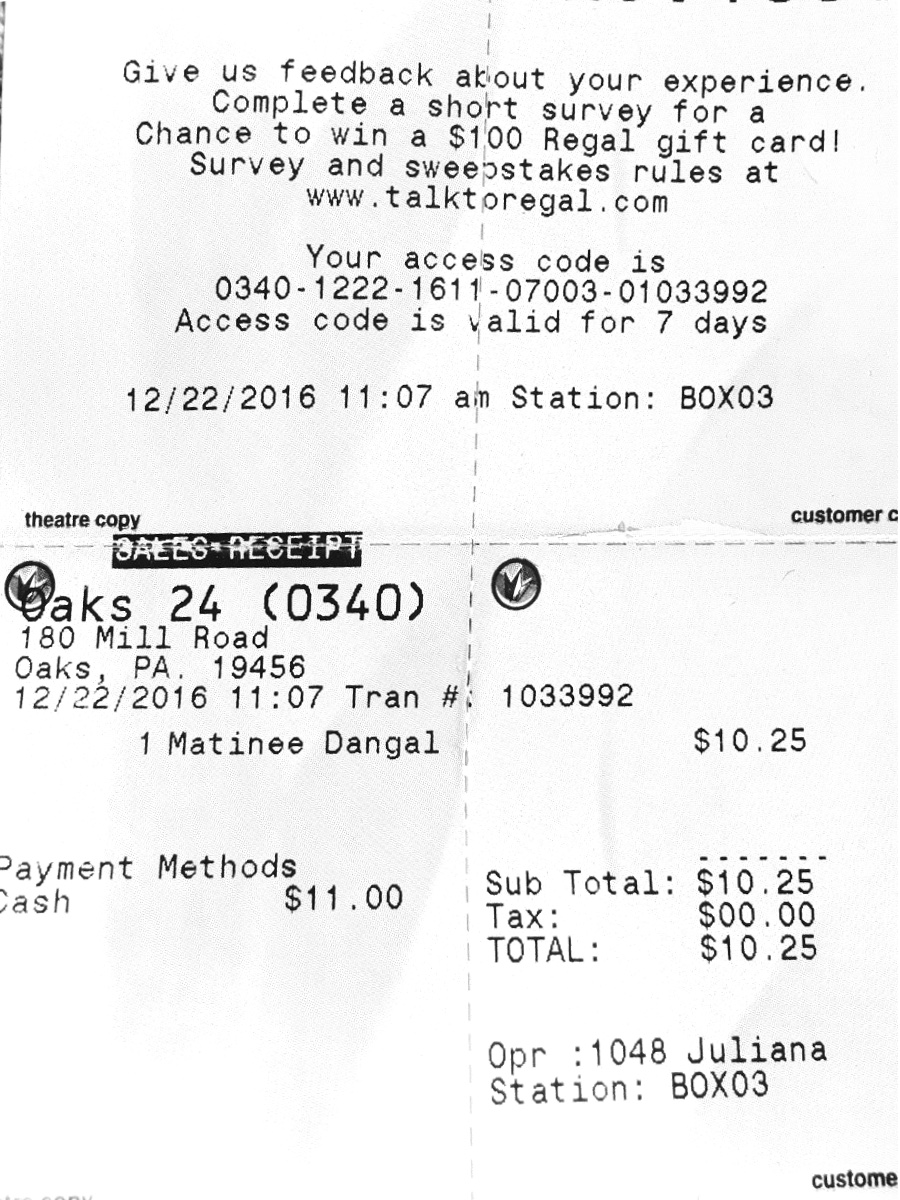 Give us feedback about your experience.
Complete a short survey for a
Chance to win a $100 Regal gift card!
Survey and sweepstakes rules at
www.talktoregal.com
Your access code is
0340-1222-1611-07003-01033992
Access code is valid for 7 days
12/22/2016 11:07 am Station: BOX03
theatre copy
customer c
SALES RECEIPT
Oaks 24 (0340)
180 Mill Road
Oaks, PA. 19456
12/22/2016 11:07 Tran #: 1033992
1 Matinee Dangal $10.25
Payment Methods
Cash $11.00
Sub Total: $10.25
Tax: $00.00
TOTAL: $10.25
Opr :1048 Juliana
Station: BOX03
custome